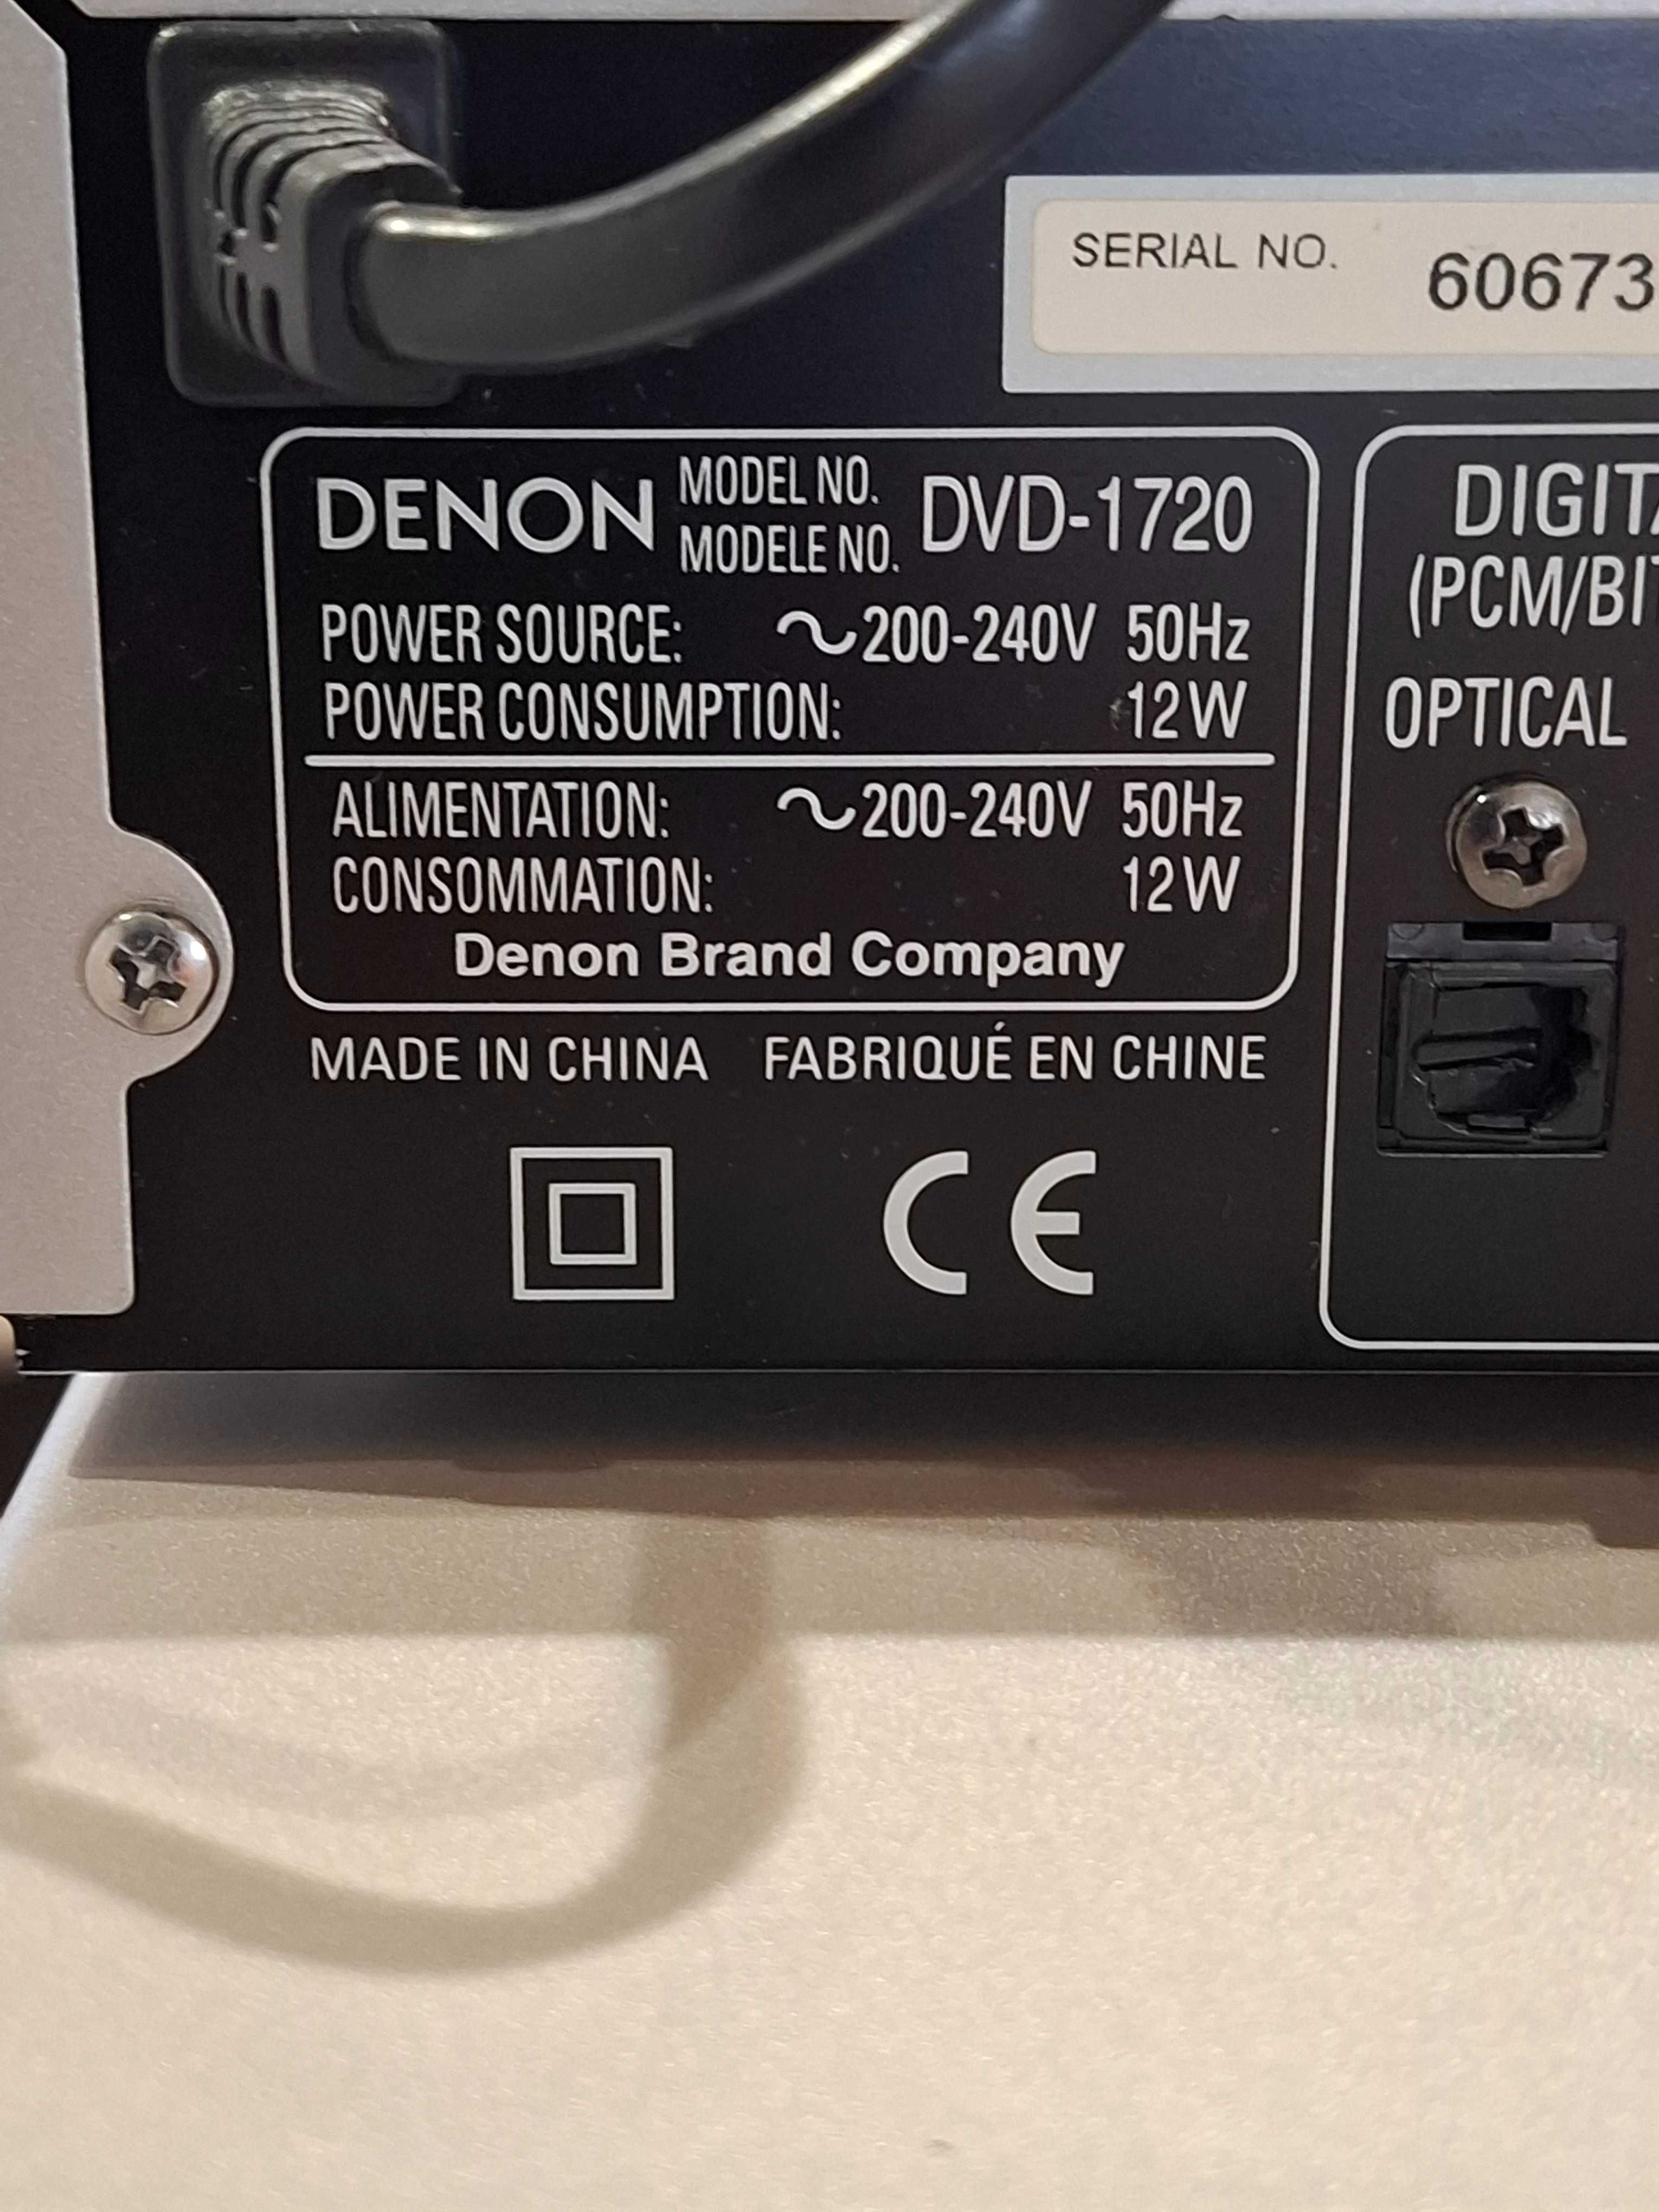 SERIAL NO. 60673
DENON MODEL NO. DVD-1720
MODELE NO.
POWER SOURCE: ∿200-240V 50Hz
POWER CONSUMPTION: 12W
ALIMENTATION: ∿200-240V 50Hz
CONSOMMATION: 12W
Denon Brand Company
MADE IN CHINA FABRIQUÉ EN CHINE
CE
DIGITA
(PCM/BIT
OPTICAL